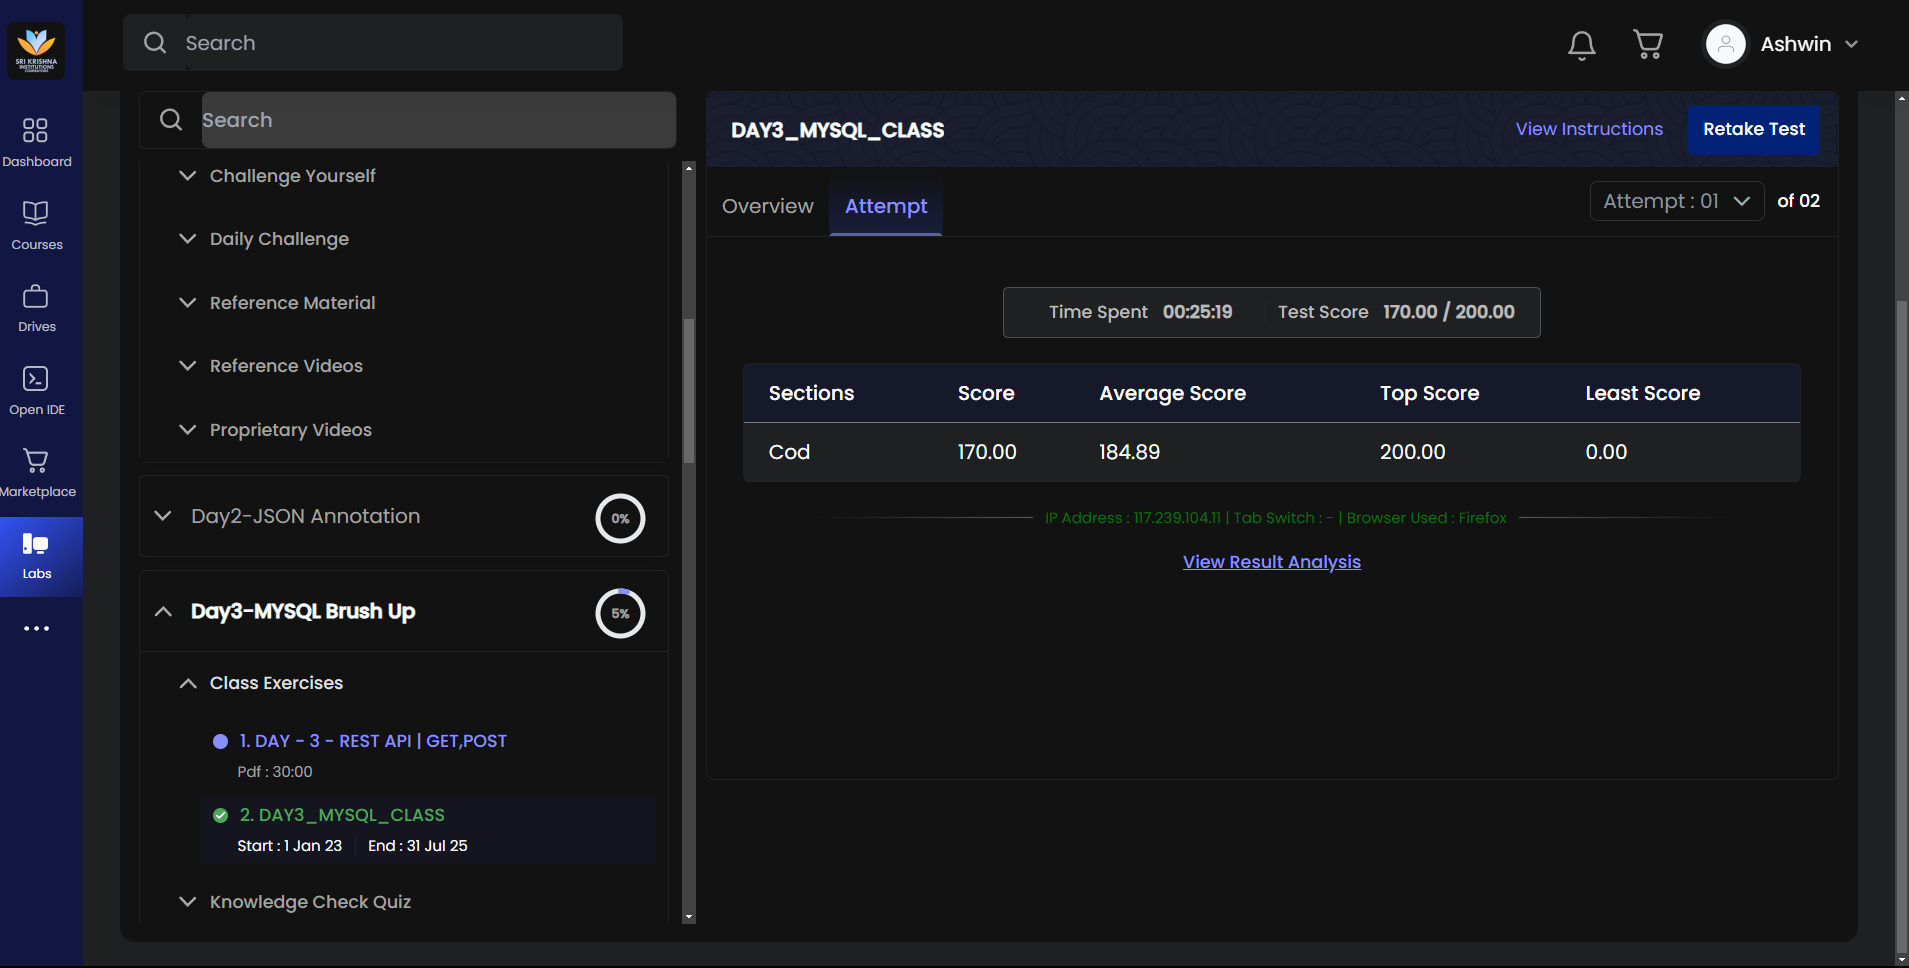 SRI KRISHNA
INSTITUTIONS
COIMBATORE
Dashboard
Courses
Drives
Open IDE
Marketplace
Labs
Search
Ashwin
Search
Challenge Yourself
Daily Challenge
Reference Material
Reference Videos
Proprietary Videos
Day2-JSON Annotation 0%
Day3-MYSQL Brush Up 5%
Class Exercises
1. DAY - 3 - REST API | GET,POST
Pdf : 30:00
2. DAY3_MYSQL_CLASS
Start : 1 Jan 23 End : 31 Jul 25
Knowledge Check Quiz
DAY3_MYSQL_CLASS View Instructions Retake Test
Overview Attempt Attempt : 01 of 02
Time Spent 00:25:19 Test Score 170.00 / 200.00
Sections Score Average Score Top Score Least Score
Cod 170.00 184.89 200.00 0.00
IP Address : 117.239.104.11 | Tab Switch : - | Browser Used : Firefox
View Result Analysis